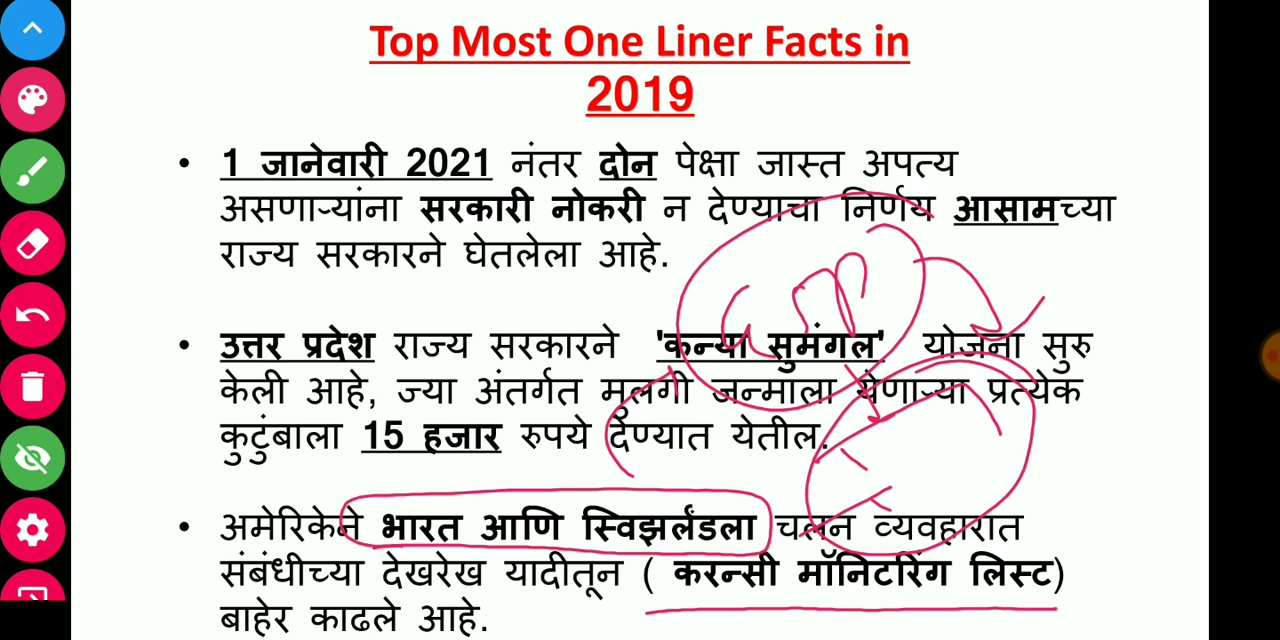 Top Most One Liner Facts in
2019
• 1 जानेवारी 2021 नंतर दोन पेक्षा जास्त अपत्य
असणाऱ्यांना सरकारी नोकरी न देण्याचा निर्णय आसामच्या
राज्य सरकारने घेतलेला आहे.
• उत्तर प्रदेश राज्य सरकारने 'कन्या सुमंगल' योजना सुरु
केली आहे, ज्या अंतर्गत मुलगी जन्माला येणाऱ्या प्रत्येक
कुटुंबाला 15 हजार रुपये देण्यात येतील.
• अमेरिकेने भारत आणि स्विझर्लंडला चलन व्यवहारात
संबंधीच्या देखरेख यादीतून ( करन्सी मॉनिटरिंग लिस्ट)
बाहेर काढले आहे.